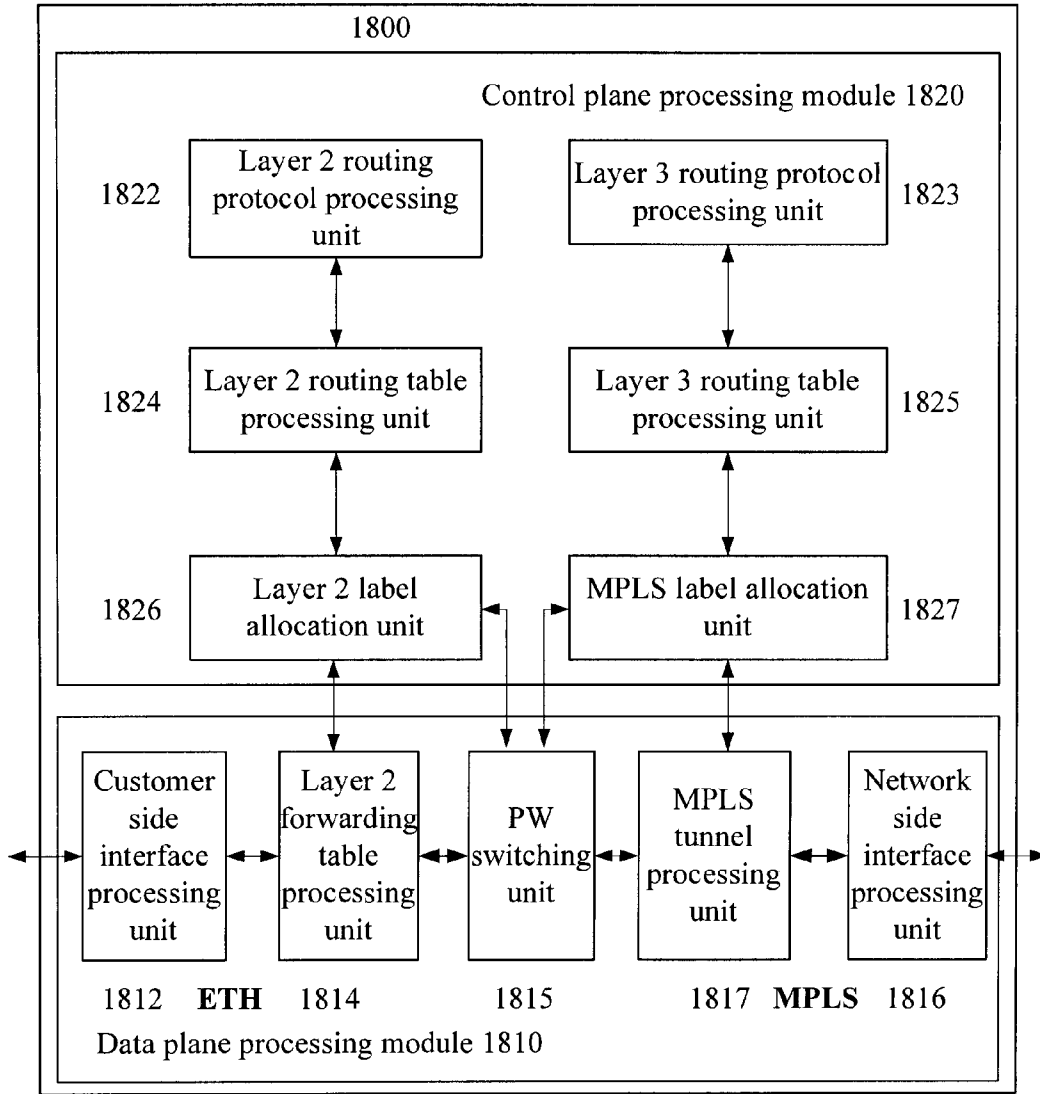 1800
Control plane processing module 1820
1822
Layer 2 routing
protocol processing
unit
Layer 3 routing protocol
processing unit
1823
1824
Layer 2 routing table
processing unit
Layer 3 routing table
processing unit
1825
1826
Layer 2 label
allocation unit
MPLS label allocation
unit
1827
Customer
side
interface
processing
unit
Layer 2
forwarding
table
processing
unit
PW
switching
unit
MPLS
tunnel
processing
unit
Network
side
interface
processing
unit
1812 ETH 1814 1815 1817 MPLS 1816
Data plane processing module 1810